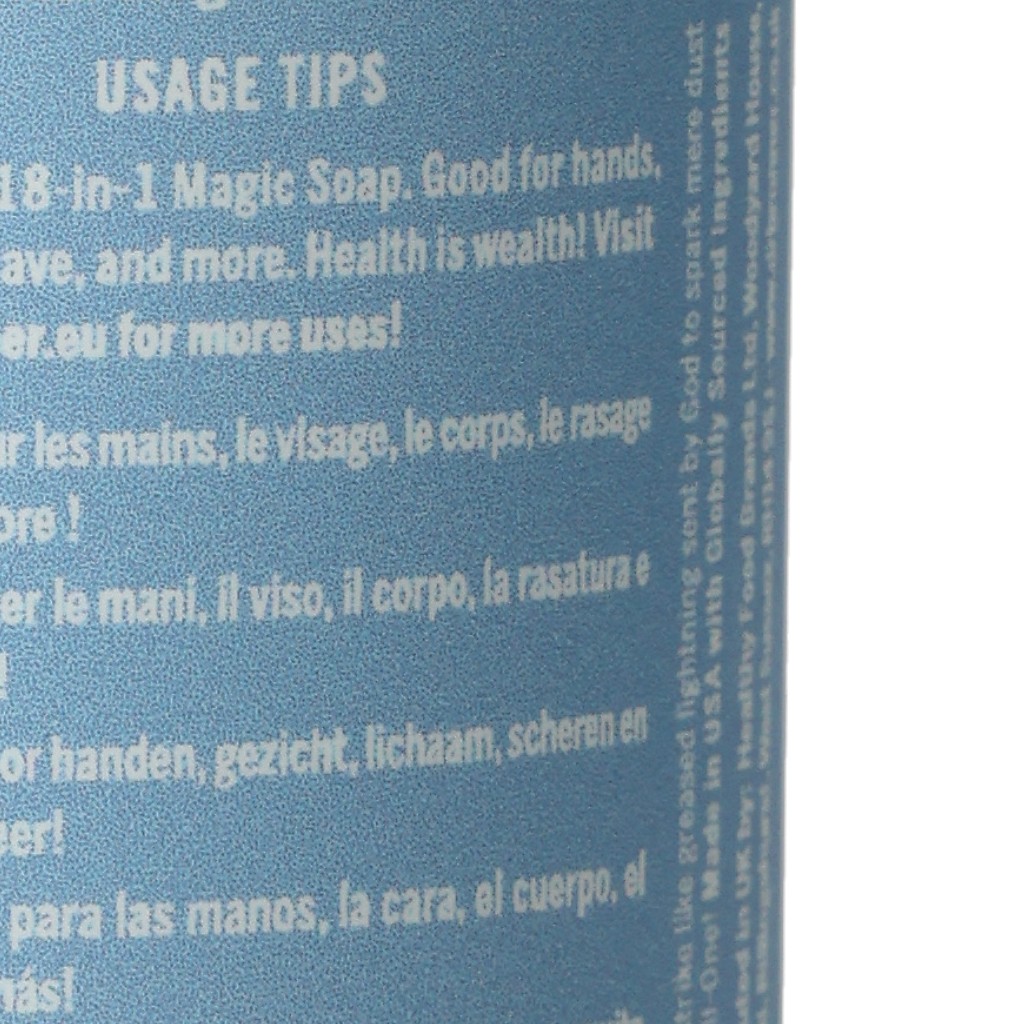 USAGE TIPS
18-in-1 Magic Soap. Good for hands,
ave, and more. Health is wealth! Visit
er.eu for more uses!
ur les mains, le visage, le corps, le rasage
ore !
er le mani, il viso, il corpo, la rasatura e
!
or handen, gezicht, lichaam, scheren en
er!
para las manos, la cara, el cuerpo, el
más!
trike like greased lightning sent by God to spark mere dust
l-One! Made in USA with Globally Sourced Ingredients
ted in UK by: Healthy Food Brands Ltd. Woodyard House,